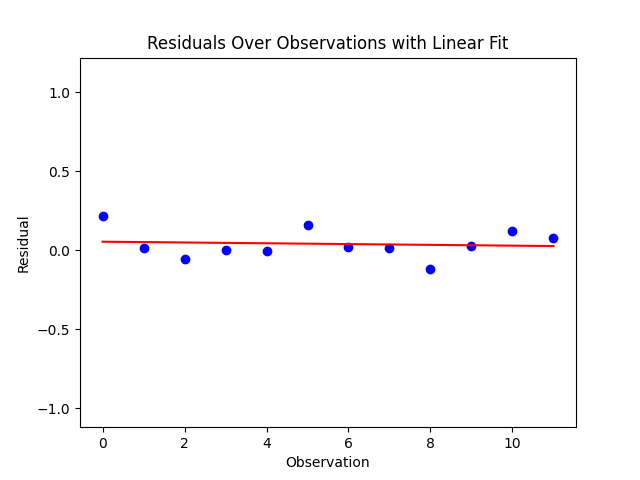 Residuals Over Observations with Linear Fit
1.0
0.5
0.0
−0.5
−1.0
Residual
0 2 4 6 8 10
Observation